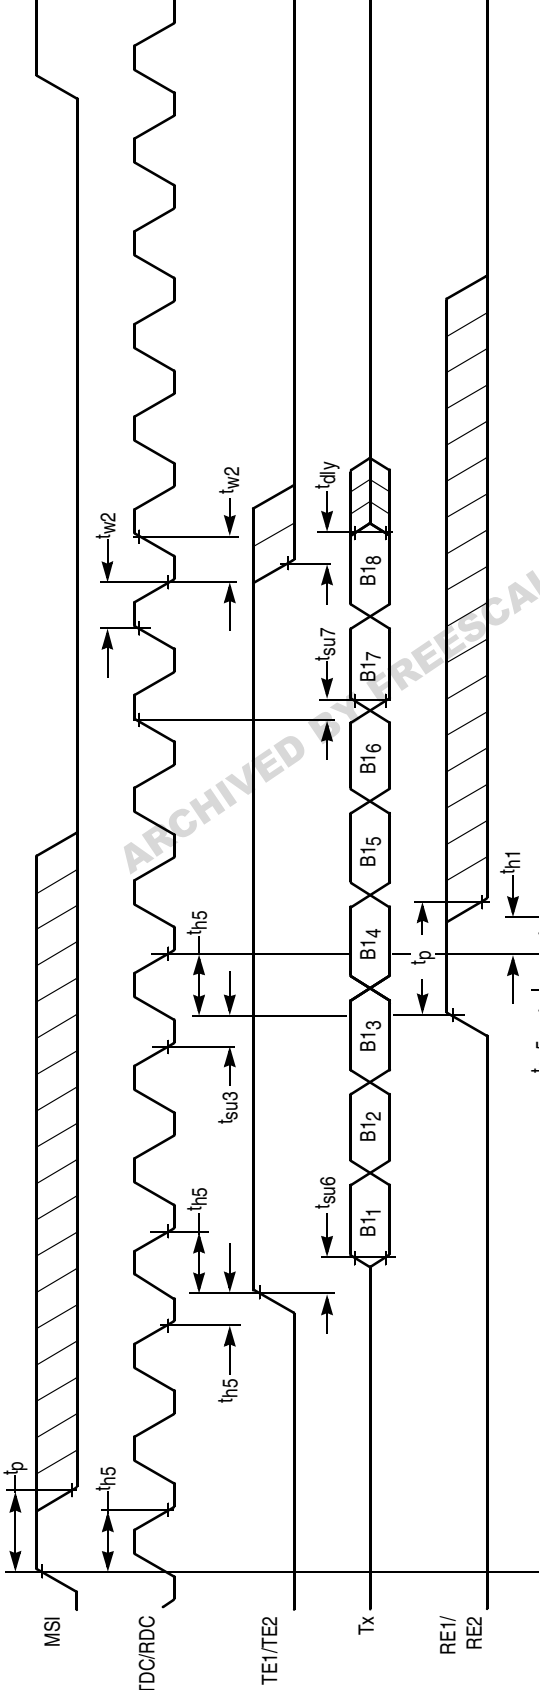 MSI
tp
th5
TDC/RDC
tw2
tw2
th5
th5
tsu3
th5
TE1/TE2
tsu6
tsu7
tdly
Tx
B11
B12
B13
B14
B15
B16
B17
B18
RE1/
RE2
tp
th1
ARCHIVED BY FREESCAL